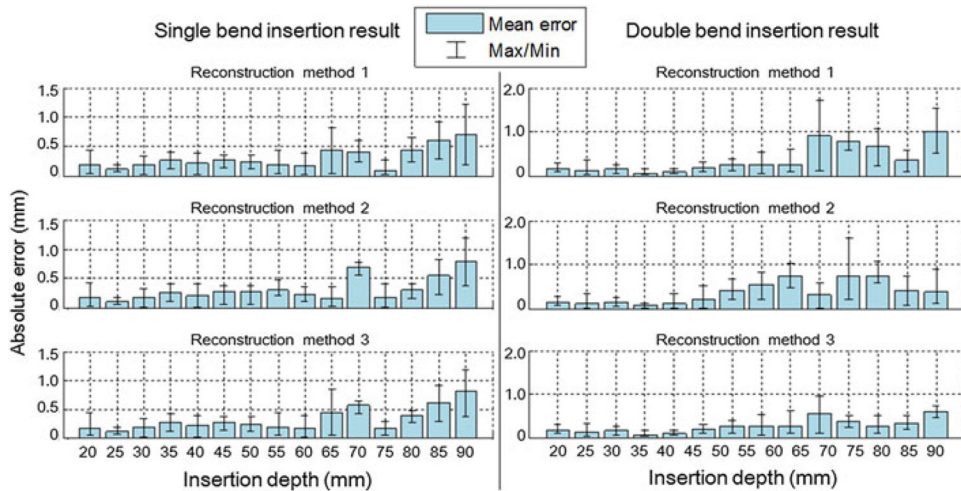 Single bend insertion result
Mean error
Max/Min
Double bend insertion result
Absolute error (mm)
Reconstruction method 1
1.5
1.0
0.5
0
Reconstruction method 2
1.5
1.0
0.5
0
Reconstruction method 3
1.5
1.0
0.5
0
20 25 30 35 40 45 50 55 60 65 70 75 80 85 90
Insertion depth (mm)
Reconstruction method 1
2.0
1.0
0
Reconstruction method 2
2.0
1.0
0
Reconstruction method 3
2.0
1.0
0
20 25 30 35 40 45 50 55 60 65 70 75 80 85 90
Insertion depth (mm)